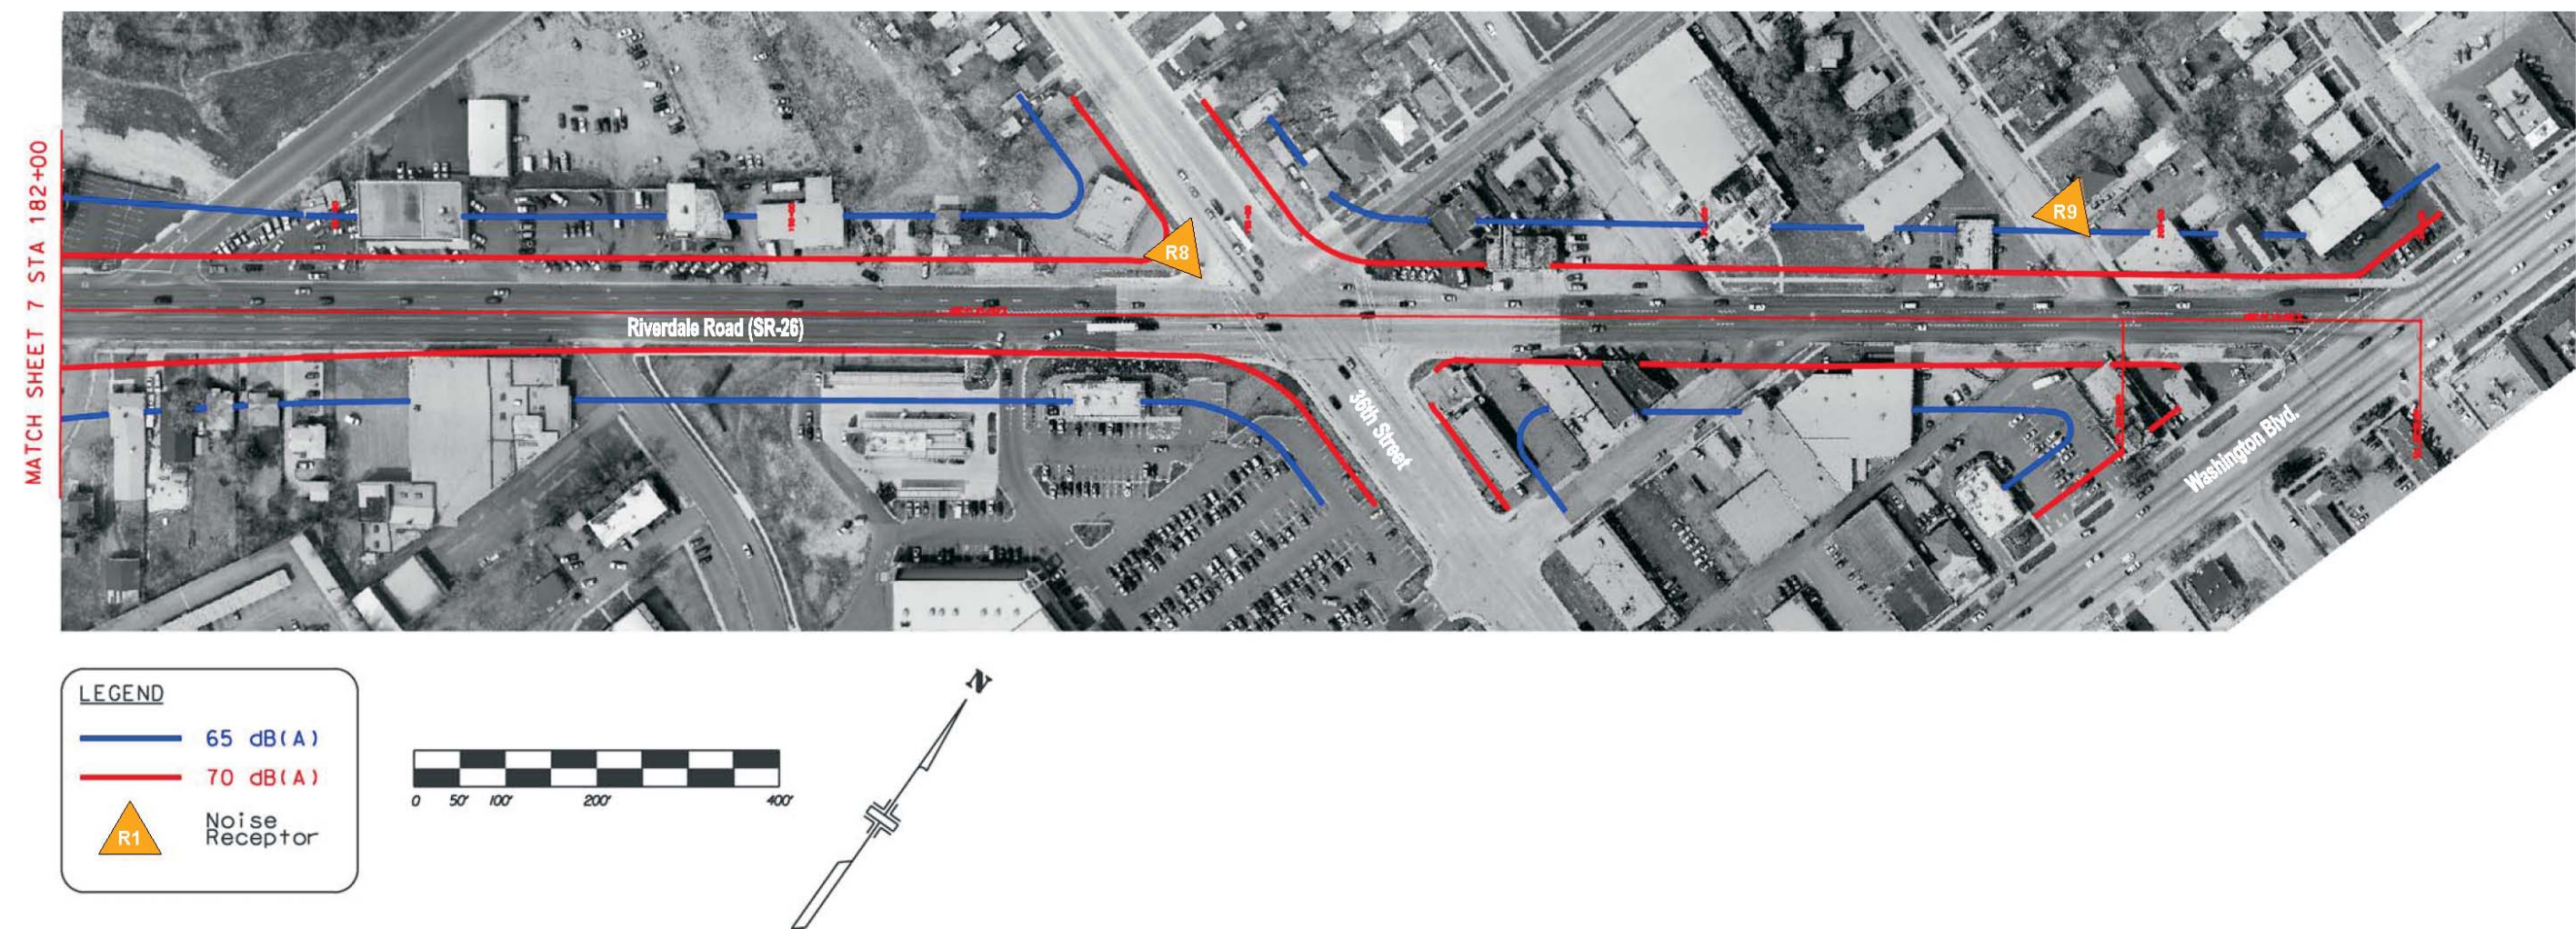 MATCH SHEET 7 STA 182+00
R8
R9
Riverdale Road (SR-26)
36th Street
Washington Blvd.
N
LEGEND
65 dB(A)
70 dB(A)
R1
Noise
Receptor
0 50' 100' 200' 400'